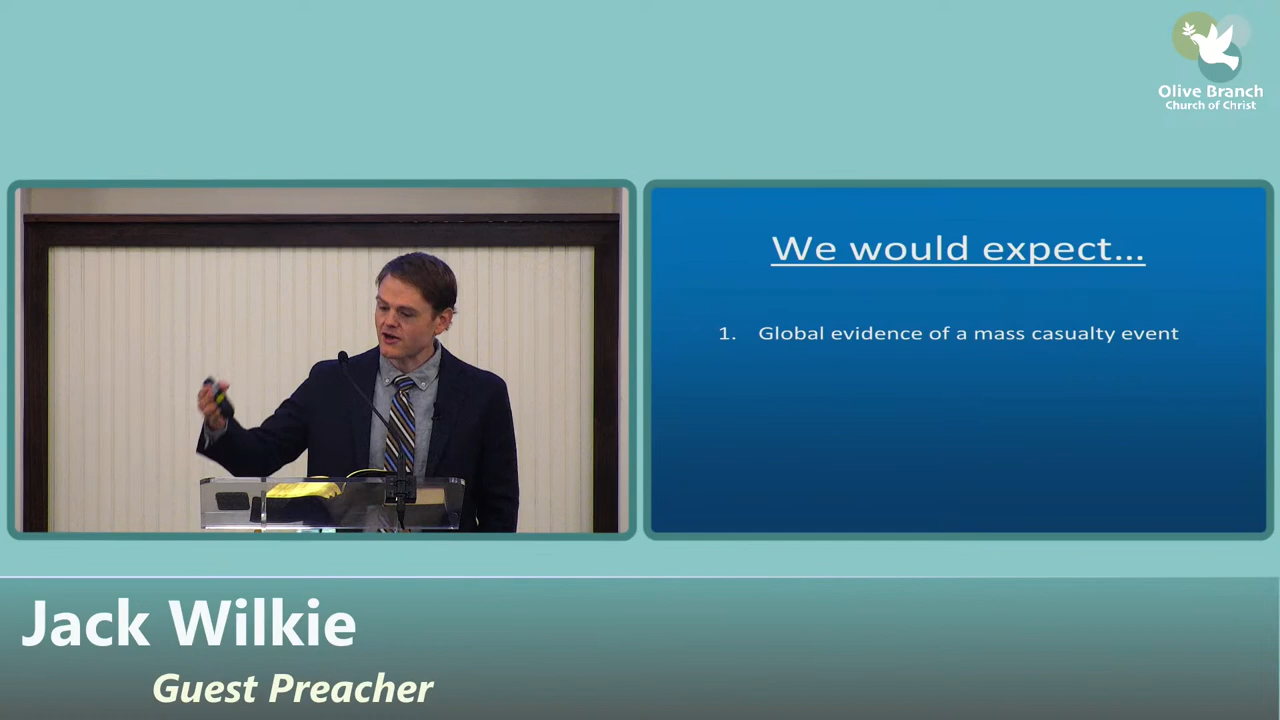 Olive Branch
Church of Christ
We would expect...
1. Global evidence of a mass casualty event
Jack Wilkie
Guest Preacher